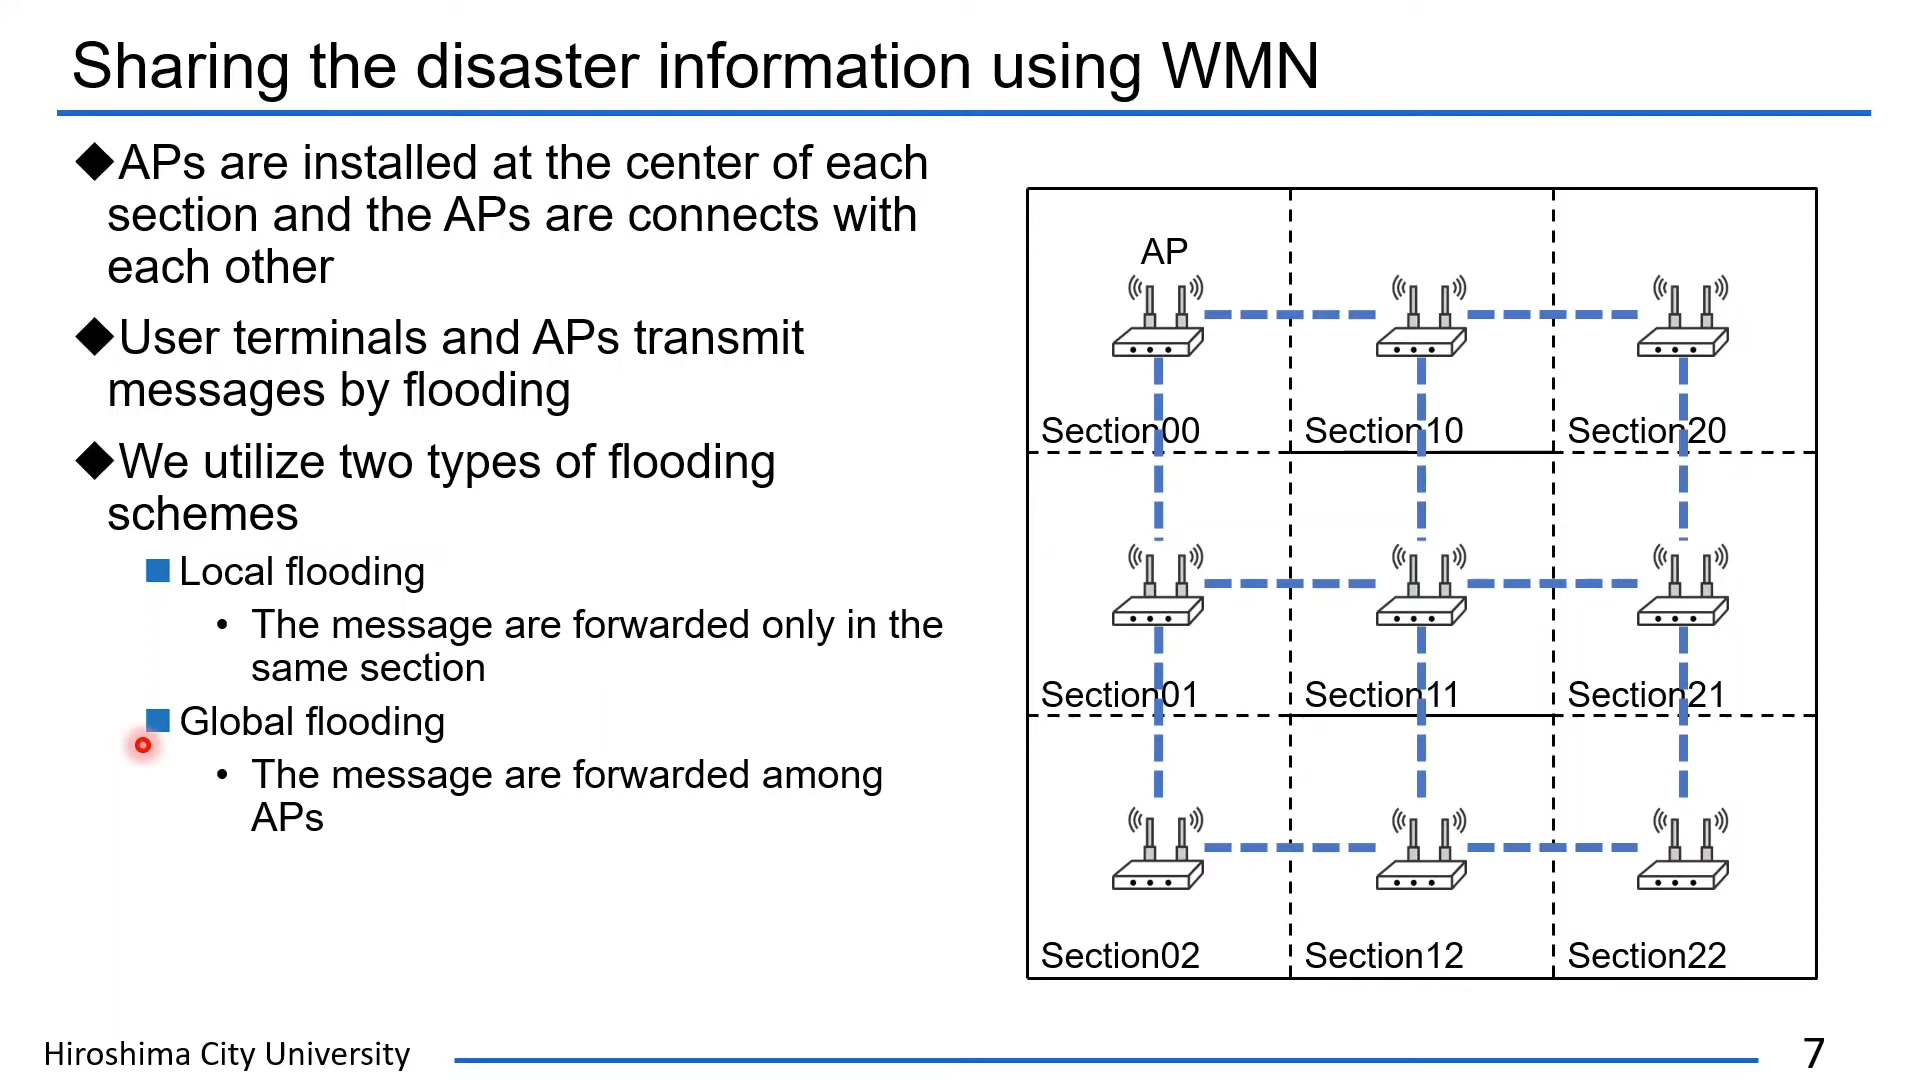 Sharing the disaster information using WMN
◆APs are installed at the center of each
section and the APs are connects with
each other
◆User terminals and APs transmit
messages by flooding
◆We utilize two types of flooding
schemes
■ Local flooding
• The message are forwarded only in the
same section
■ Global flooding
• The message are forwarded among
APs
AP
Section00
Section10
Section20
Section01
Section11
Section21
Section02
Section12
Section22
Hiroshima City University
7